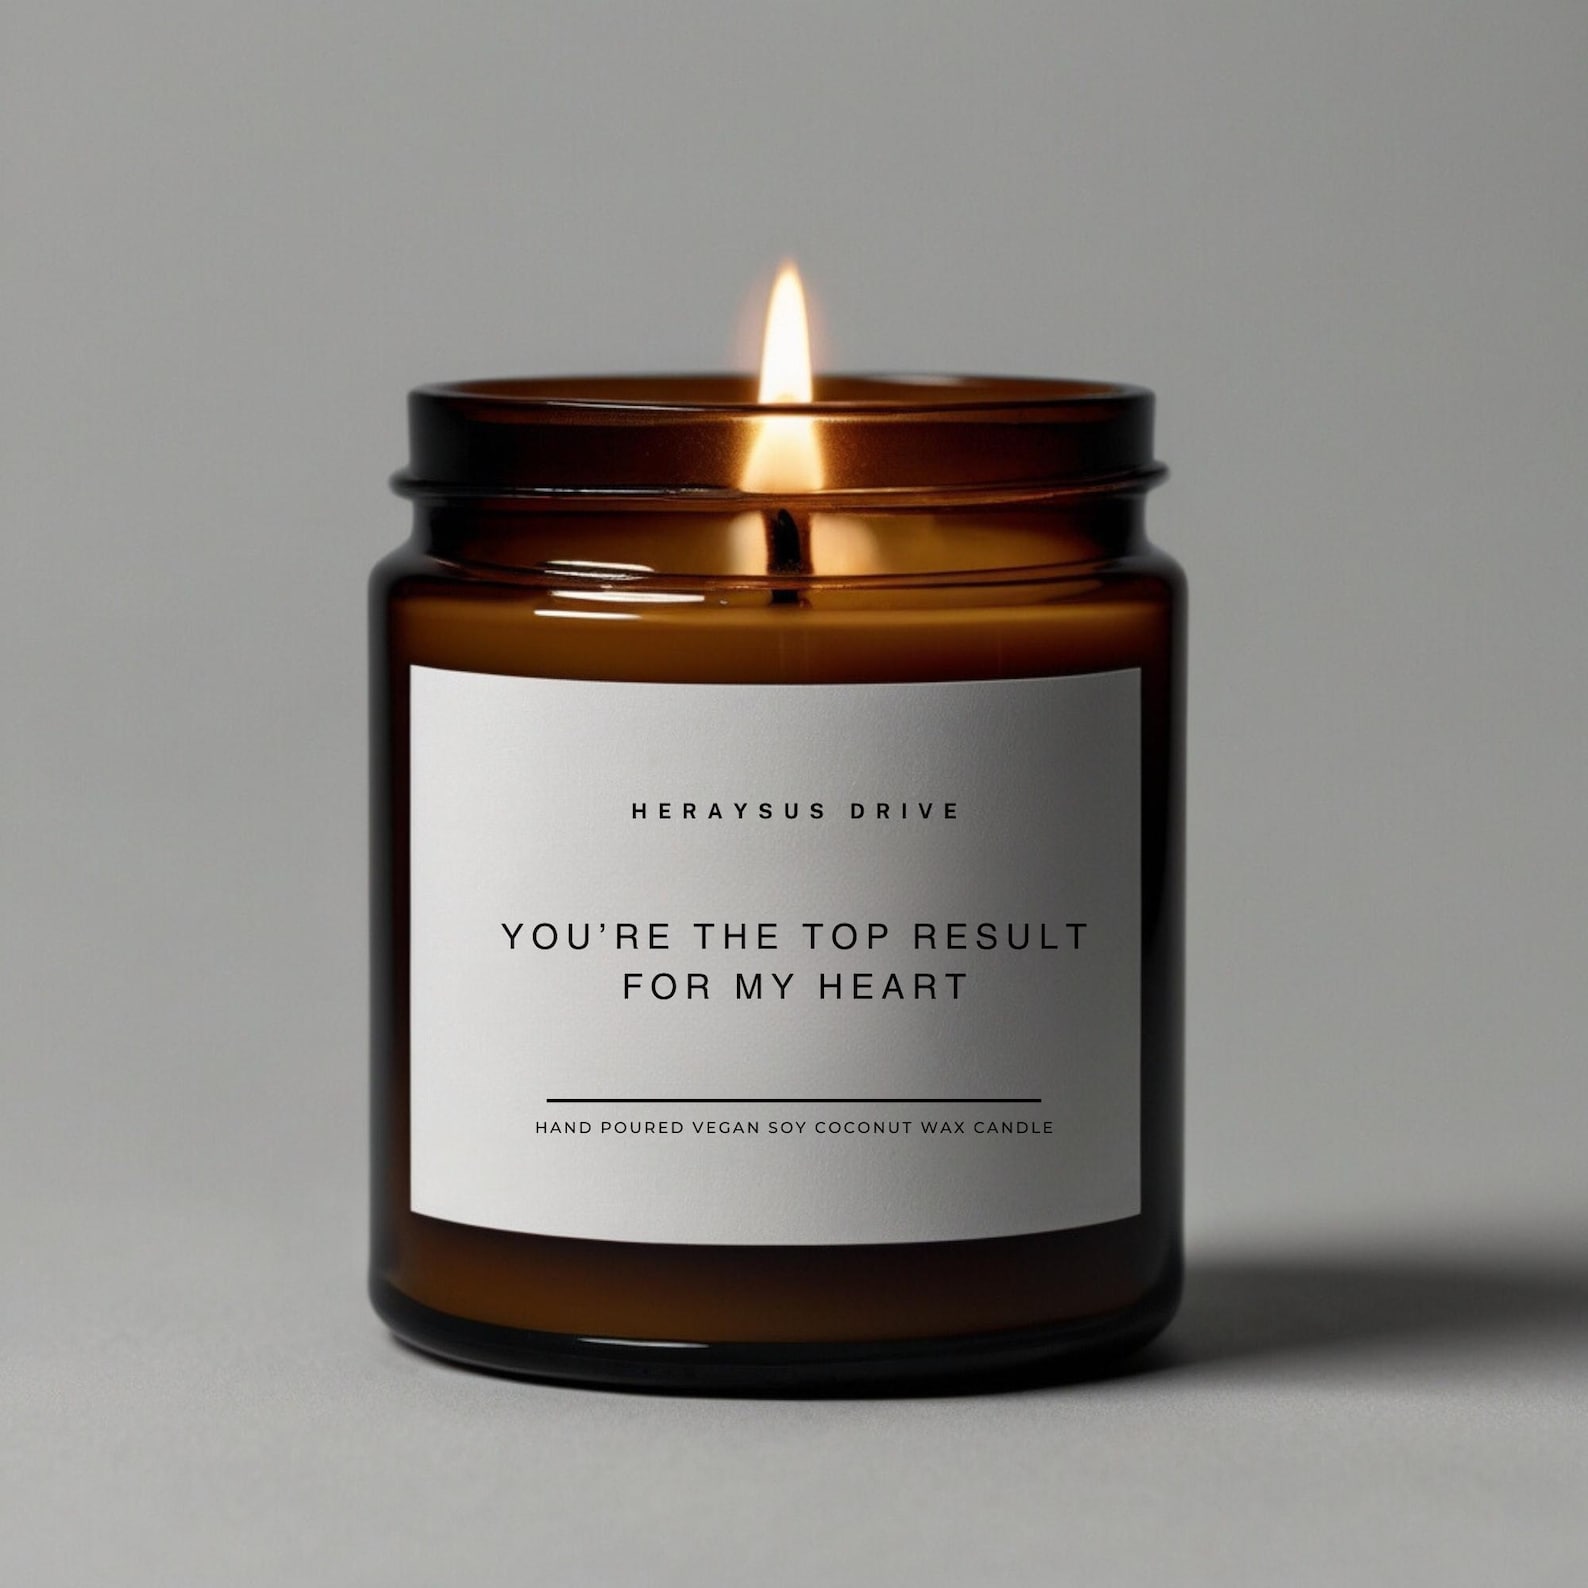 HERAYSUS DRIVE
YOU’RE THE TOP RESULT
FOR MY HEART
HAND POURED VEGAN SOY COCONUT WAX CANDLE